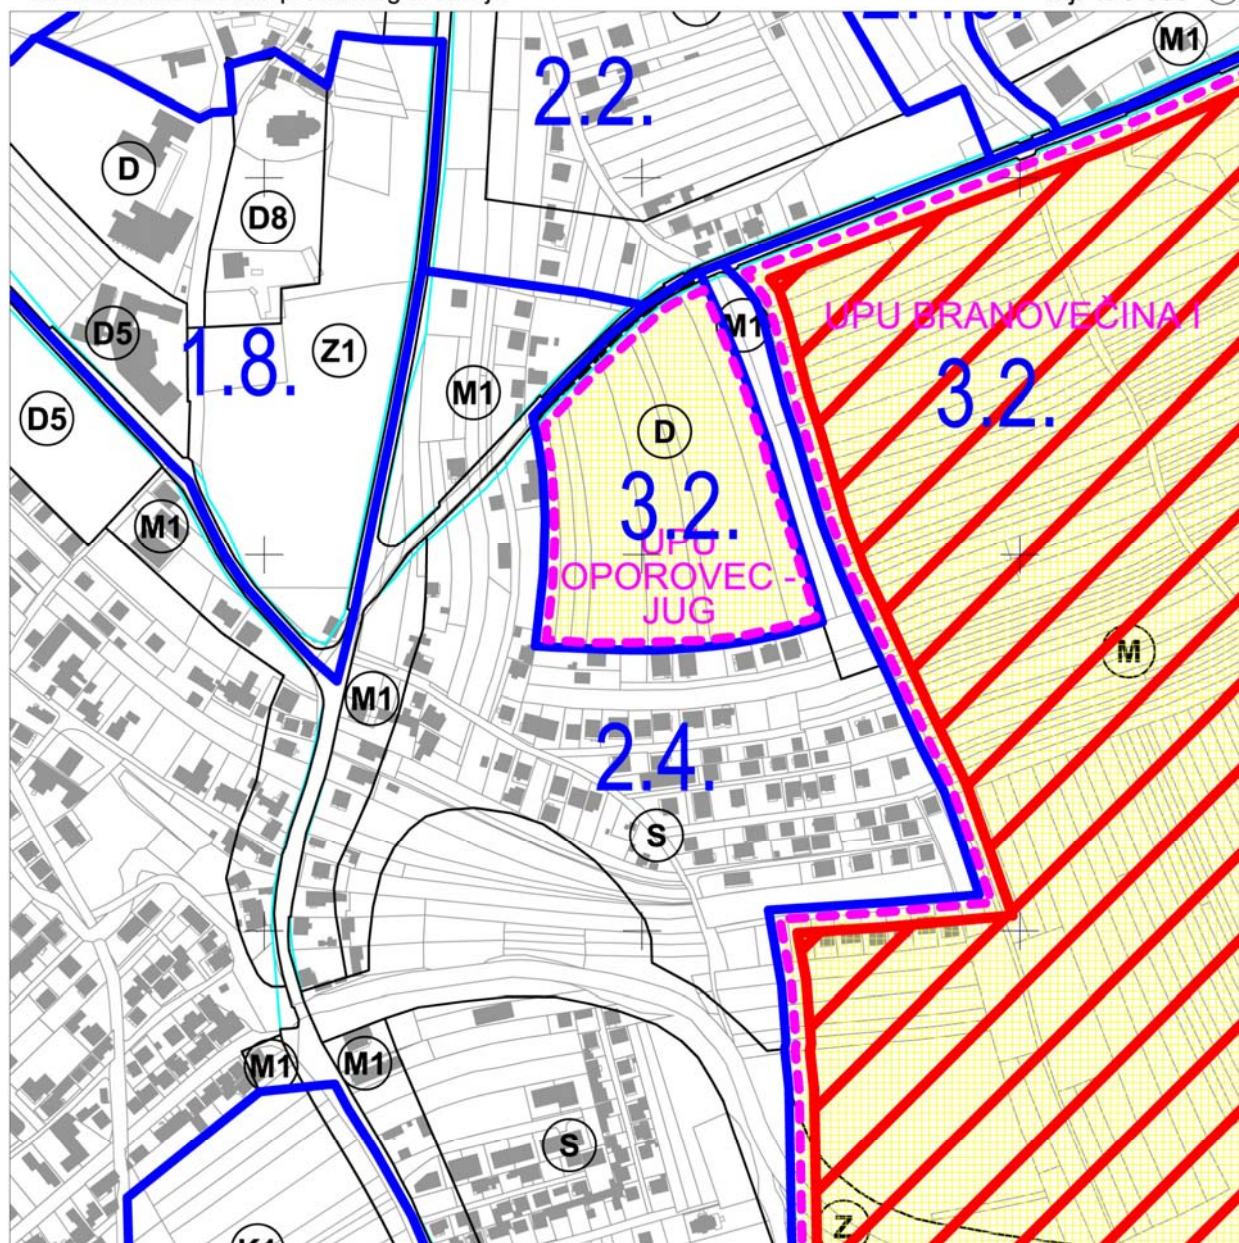 M1
2.2.
D
D8
UPU BRANOVEČINA I
M1
D5
1.8.
Z1
3.2.
M1
D5
D
3.2.
M1
UPU
OPOROVEC -
JUG
M
M1
2.4.
S
M1
M1
S
Z